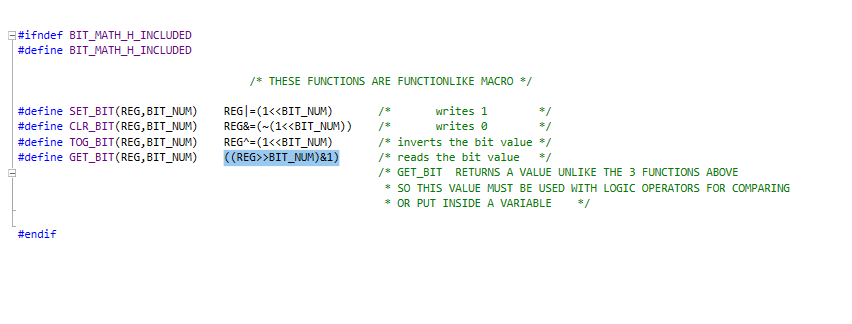 #ifndef BIT_MATH_H_INCLUDED
#define BIT_MATH_H_INCLUDED
/* THESE FUNCTIONS ARE FUNCTIONLIKE MACRO */
#define SET_BIT(REG,BIT_NUM)    REG|=(1<<BIT_NUM)       /*       writes 1        */
#define CLR_BIT(REG,BIT_NUM)    REG&=(~(1<<BIT_NUM))    /*       writes 0        */
#define TOG_BIT(REG,BIT_NUM)    REG^=(1<<BIT_NUM)       /* inverts the bit value */
#define GET_BIT(REG,BIT_NUM)    ((REG>>BIT_NUM)&1)      /* reads the bit value   */
/* GET_BIT  RETURNS A VALUE UNLIKE THE 3 FUNCTIONS ABOVE
* SO THIS VALUE MUST BE USED WITH LOGIC OPERATORS FOR COMPARING
* OR PUT INSIDE A VARIABLE    */
#endif